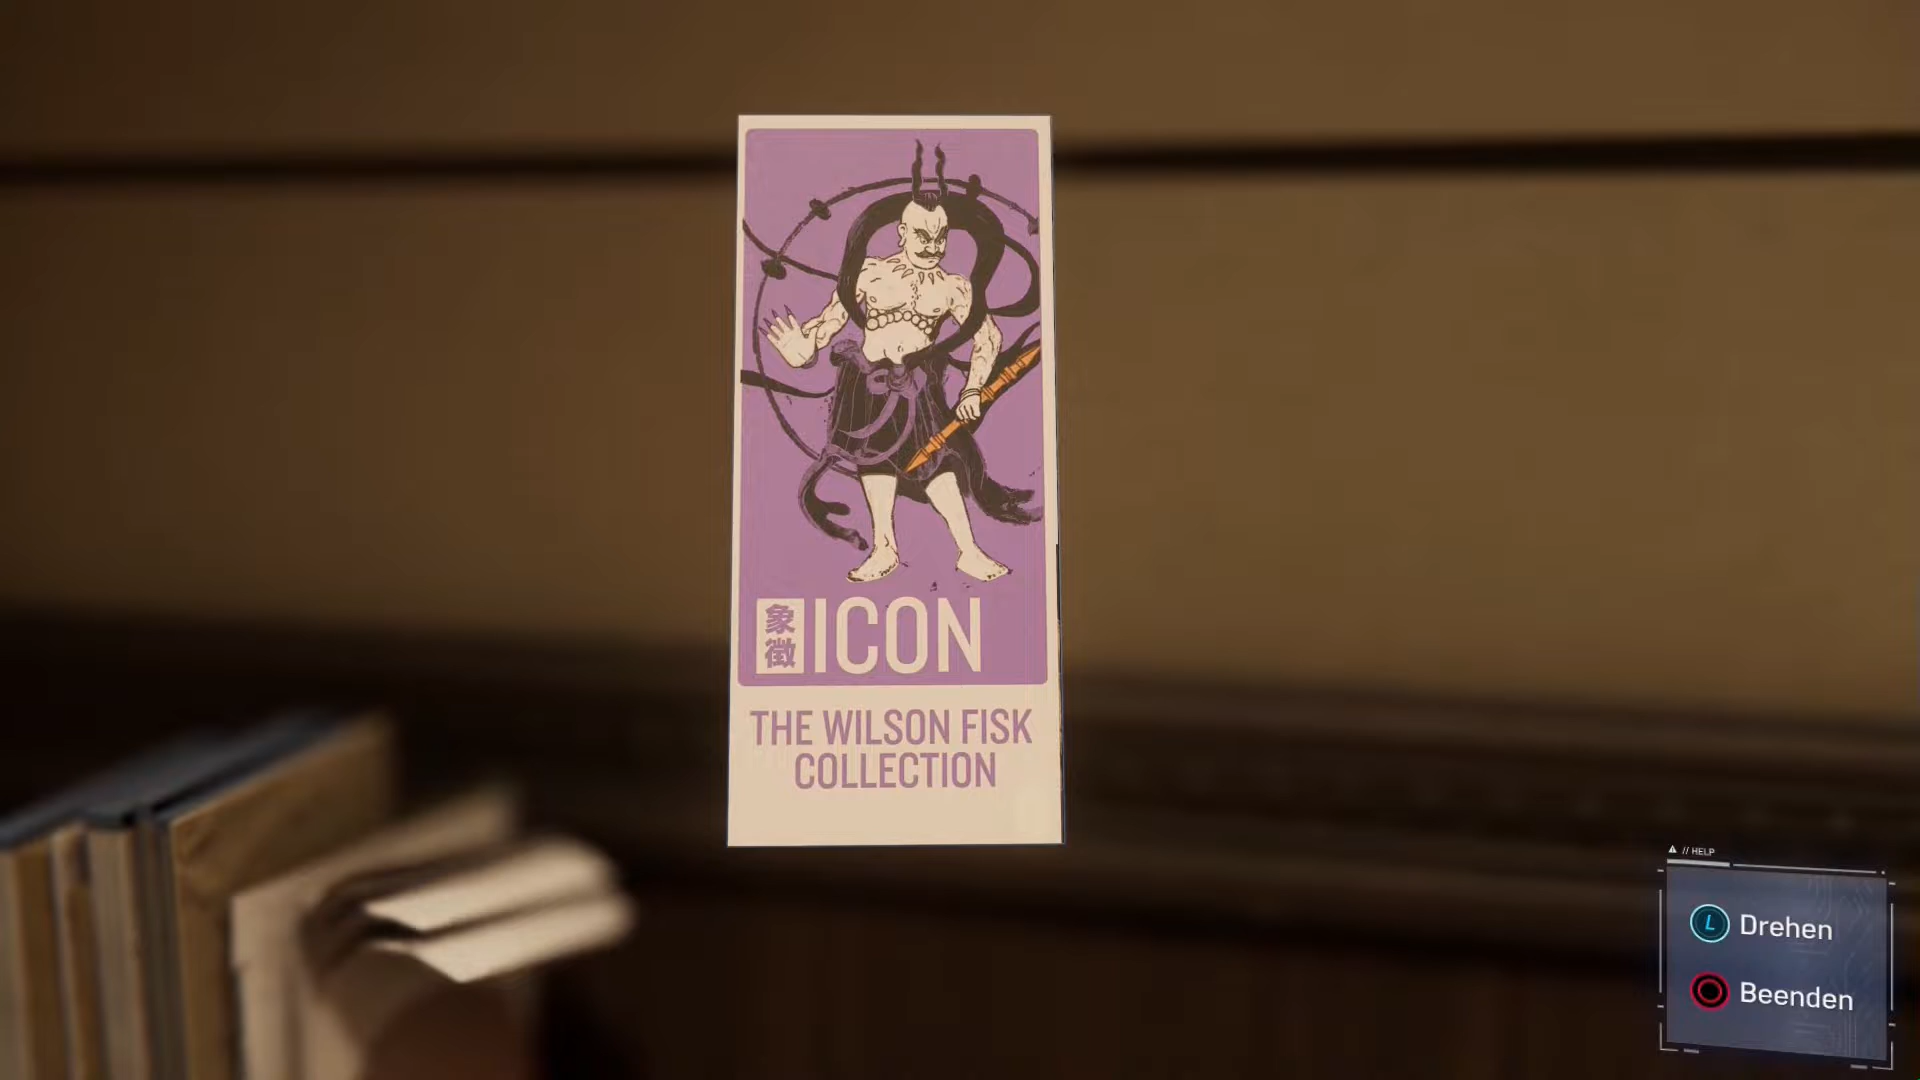 象徴
ICON
THE WILSON FISK
COLLECTION
// HELP
L Drehen
Beenden